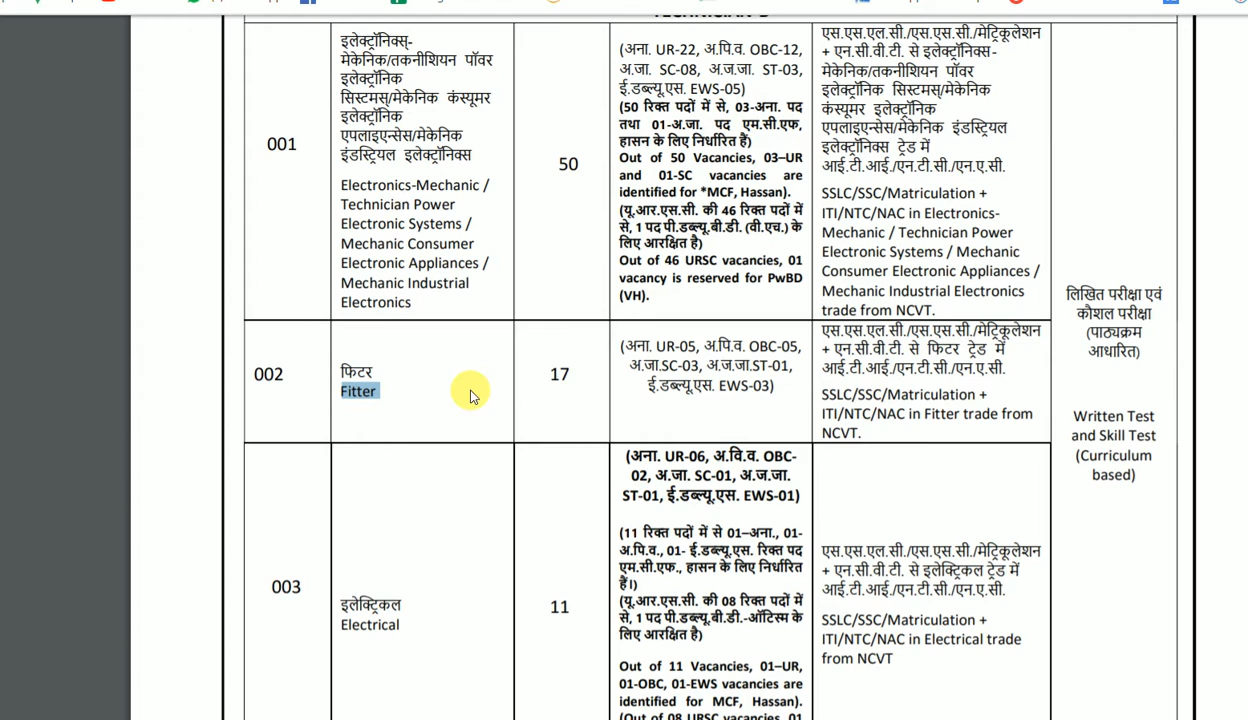 TECHNICIAN-B
001
इलेक्ट्रॉनिक्स-
मेकेनिक/तकनीशियन पॉवर
इलेक्ट्रॉनिक
सिस्टमस्/मेकेनिक कंस्यूमर
इलेक्ट्रॉनिक
एपलाइएन्सेस/मेकेनिक
इंडस्ट्रियल इलेक्ट्रॉनिक्स
Electronics-Mechanic /
Technician Power
Electronic Systems /
Mechanic Consumer
Electronic Appliances /
Mechanic Industrial
Electronics
50
(अना. UR-22, अ.पि.व. OBC-12,
अ.जा. SC-08, अ.ज.जा. ST-03,
ई.डब्ल्यू.एस. EWS-05)
(50 रिक्त पदों में से, 03-अना. पद
तथा 01-अ.जा. पद एम.सी.एफ,
हासन के लिए निर्धारित हैं)
Out of 50 Vacancies, 03–UR
and 01-SC vacancies are
identified for *MCF, Hassan).
(यू.आर.एस.सी. की 46 रिक्त पदों में
से, 1 पद पी.डब्ल्यू.बी.डी. (वी.एच.) के
लिए आरक्षित है)
Out of 46 URSC vacancies, 01
vacancy is reserved for PwBD
(VH).
एस.एस.एल.सी./एस.एस.सी./मेट्रिकूलेशन
+ एन.सी.वी.टी. से इलेक्ट्रॉनिक्स-
मेकेनिक/तकनीशियन पॉवर
इलेक्ट्रॉनिक सिस्टमस्/मेकेनिक
कंस्यूमर इलेक्ट्रॉनिक
एपलाइएन्सेस/मेकेनिक इंडस्ट्रियल
इलेक्ट्रॉनिक्स ट्रेड में
आई.टी.आई./एन.टी.सी./एन.ए.सी.
SSLC/SSC/Matriculation +
ITI/NTC/NAC in Electronics-
Mechanic / Technician Power
Electronic Systems / Mechanic
Consumer Electronic Appliances /
Mechanic Industrial Electronics
trade from NCVT.
लिखित परीक्षा एवं
कौशल परीक्षा
(पाठ्यक्रम
आधारित)
Written Test
and Skill Test
(Curriculum
based)
002
फिटर
Fitter
17
(अना. UR-05, अ.पि.व. OBC-05,
अ.जा.SC-03, अ.ज.जा.ST-01,
ई.डब्ल्यू.एस. EWS-03)
एस.एस.एल.सी./एस.एस.सी./मेट्रिकूलेशन
+ एन.सी.वी.टी. से फिटर ट्रेड में
आई.टी.आई./एन.टी.सी./एन.ए.सी.
SSLC/SSC/Matriculation +
ITI/NTC/NAC in Fitter trade from
NCVT.
003
इलेक्ट्रिकल
Electrical
11
(अना. UR-06, अ.वि.व. OBC-
02, अ.जा. SC-01, अ.ज.जा.
ST-01, ई.डब्ल्यू.एस. EWS-01)
(11 रिक्त पदों में से 01–अना., 01-
अ.पि.व., 01- ई.डब्ल्यू.एस. रिक्त पद
एम.सी.एफ., हासन के लिए निर्धारित
हैं।)
(यू.आर.एस.सी. की 08 रिक्त पदों में
से, 1 पद पी.डब्ल्यू.बी.डी.-ऑटिस्म के
लिए आरक्षित है)
Out of 11 Vacancies, 01–UR,
01-OBC, 01-EWS vacancies are
identified for MCF, Hassan).
(Out of 08 URSC vacancies, 01
एस.एस.एल.सी./एस.एस.सी./मेट्रिकूलेशन
+ एन.सी.वी.टी. से इलेक्ट्रिकल ट्रेड में
आई.टी.आई./एन.टी.सी./एन.ए.सी.
SSLC/SSC/Matriculation +
ITI/NTC/NAC in Electrical trade
from NCVT